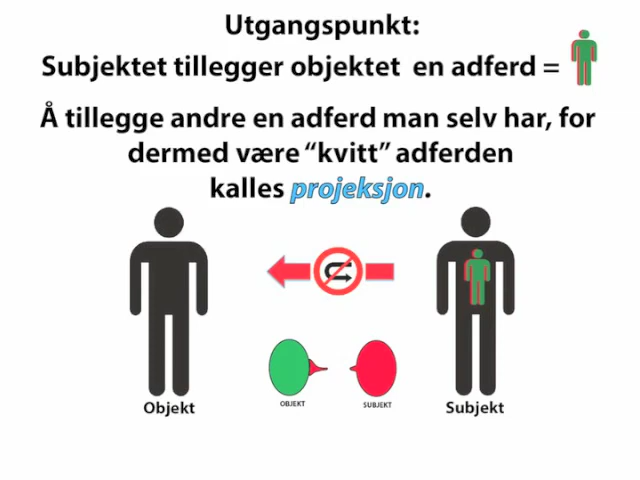 Utgangspunkt:
Subjektet tillegger objektet en adferd =
Å tillegge andre en adferd man selv har, for
dermed være “kvitt” adferden
kalles projeksjon.
OBJEKT
SUBJEKT
Objekt
Subjekt